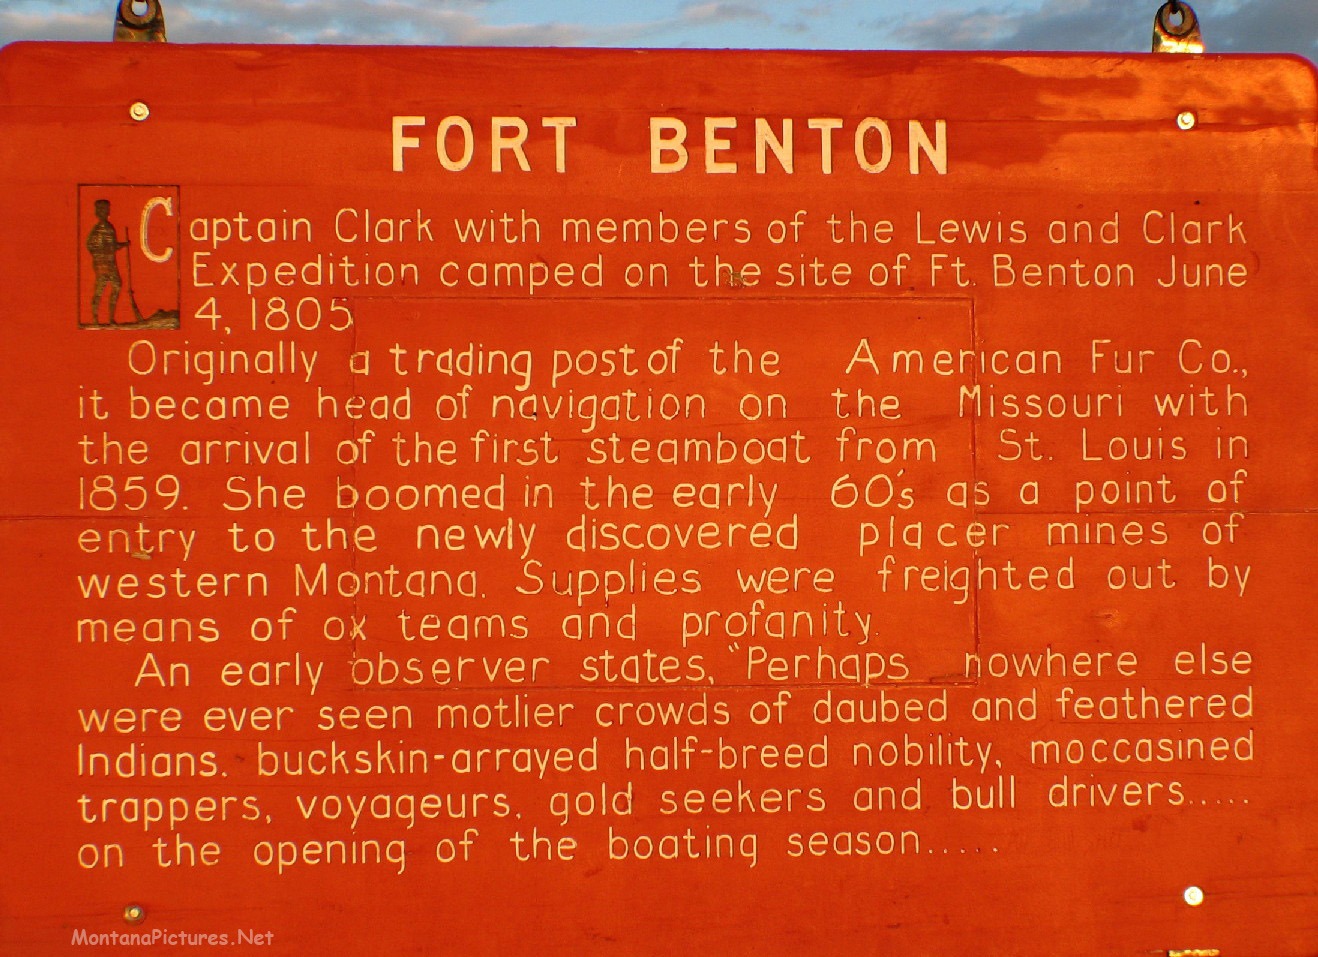 FORT BENTON
Captain Clark with members of the Lewis and Clark
Expedition camped on the site of Ft. Benton June
4, 1805
Originally a trading post of the American Fur Co.,
it became head of navigation on the Missouri with
the arrival of the first steamboat from St. Louis in
1859. She boomed in the early 60's as a point of
entry to the newly discovered placer mines of
western Montana. Supplies were freighted out by
means of ox teams and profanity.
An early observer states, "Perhaps nowhere else
were ever seen motlier crowds of daubed and feathered
Indians. buckskin-arrayed half-breed nobility, moccasined
trappers, voyageurs, gold seekers and bull drivers.....
on the opening of the boating season.....
MontanaPictures.Net